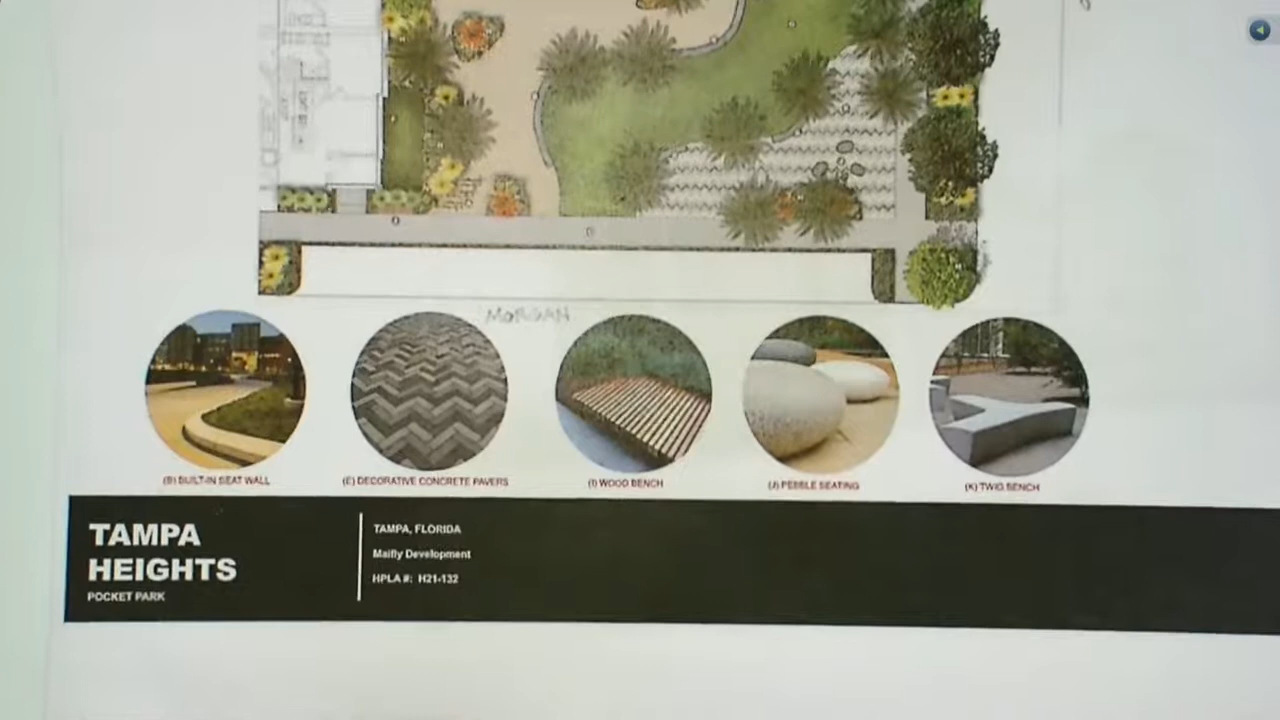 MORGAN
(B) BUILT-IN SEAT WALL
(E) DECORATIVE CONCRETE PAVERS
(I) WOOD BENCH
(J) PEBBLE SEATING
(K) TWIG BENCH
TAMPA
HEIGHTS
POCKET PARK
TAMPA, FLORIDA
Maifly Development
HPLA #: H21-132